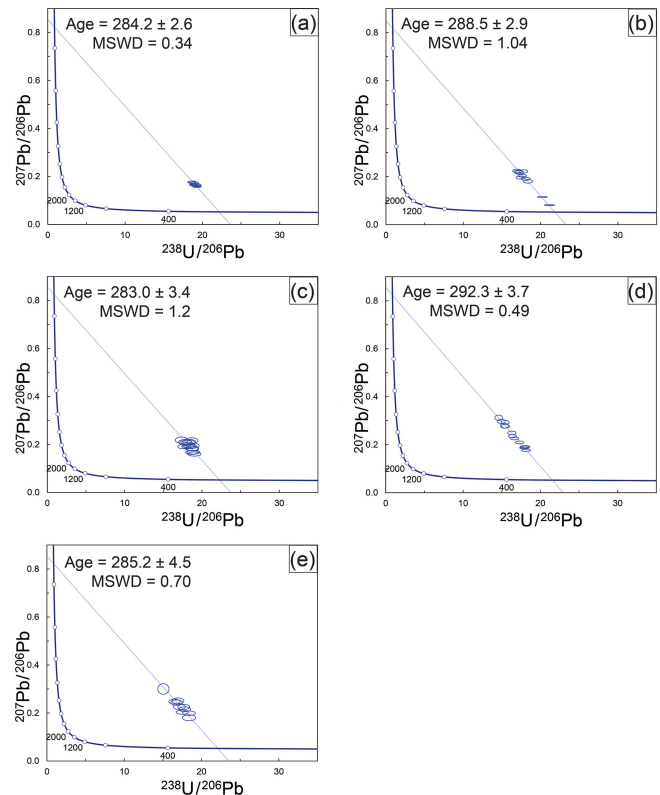 Age = 284.2 ± 2.6
MSWD = 0.34
(a)
0.8
0.6
0.4
0.2
0.0
207Pb/206Pb
2000
1200
400
0
10
20
30
238U/206Pb
Age = 288.5 ± 2.9
MSWD = 1.04
(b)
0.8
0.6
0.4
0.2
0.0
207Pb/206Pb
2000
1200
400
0
10
20
30
238U/206Pb
Age = 283.0 ± 3.4
MSWD = 1.2
(c)
0.8
0.6
0.4
0.2
0.0
207Pb/206Pb
2000
1200
400
0
10
20
30
238U/206Pb
Age = 292.3 ± 3.7
MSWD = 0.49
(d)
0.8
0.6
0.4
0.2
0.0
207Pb/206Pb
2000
1200
400
0
10
20
30
238U/206Pb
Age = 285.2 ± 4.5
MSWD = 0.70
(e)
0.8
0.6
0.4
0.2
0.0
207Pb/206Pb
2000
1200
400
0
10
20
30
238U/206Pb